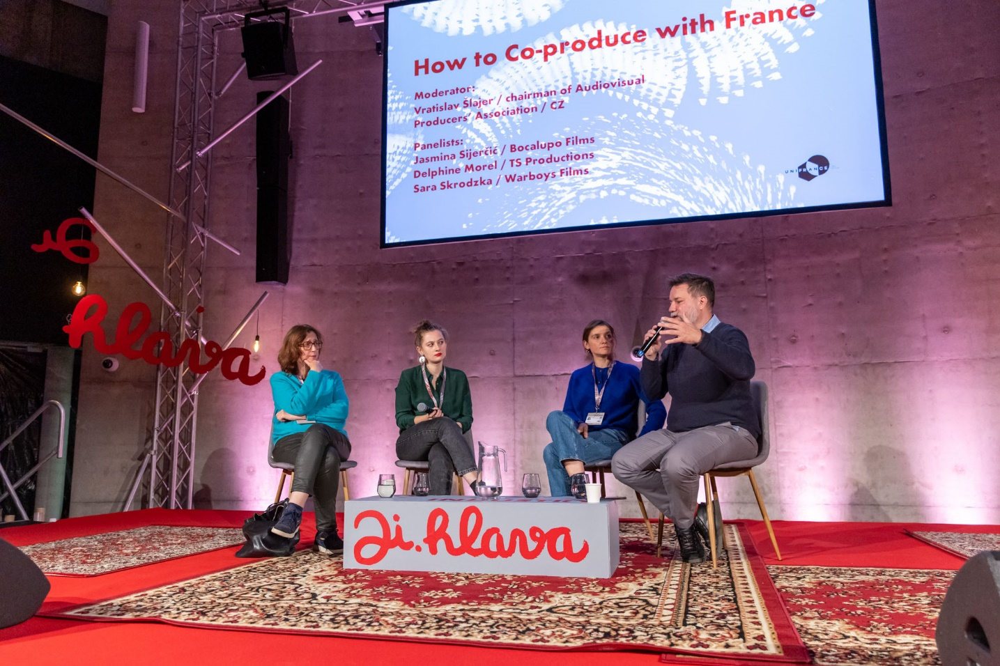 How to Co-produce with France
Moderator:
Vratislav Šlajer / chairman of Audiovisual
Producers' Association / CZ
Panelists:
Jasmina Sijerčić / Bocalupo Films
Delphine Morel / TS Productions
Sara Skrodzka / Warboys Films
UNIFRANCE
hlava
Ji.hlava